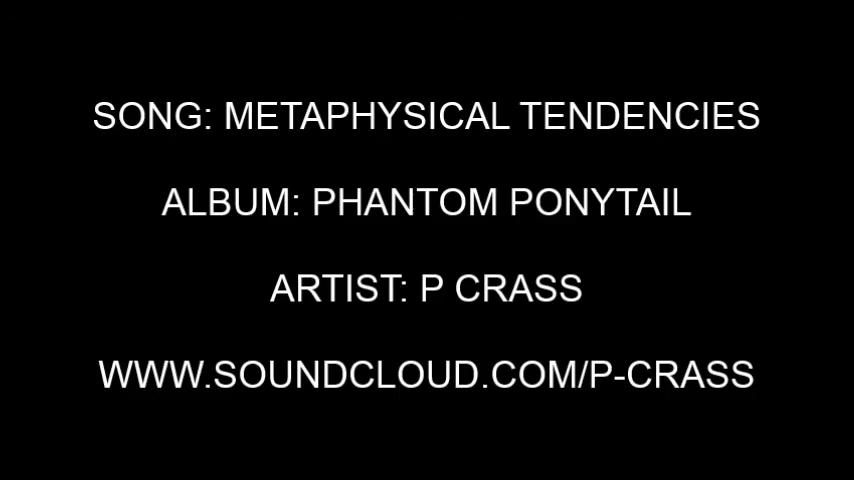 SONG: METAPHYSICAL TENDENCIES
ALBUM: PHANTOM PONYTAIL
ARTIST: P CRASS
WWW.SOUNDCLOUD.COM/P-CRASS